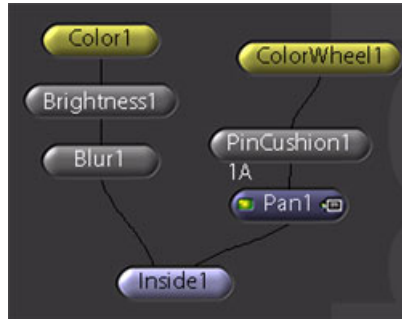 Color1
ColorWheel1
Brightness1
PinCushion1
Blur1
1A
Pan1
Inside1